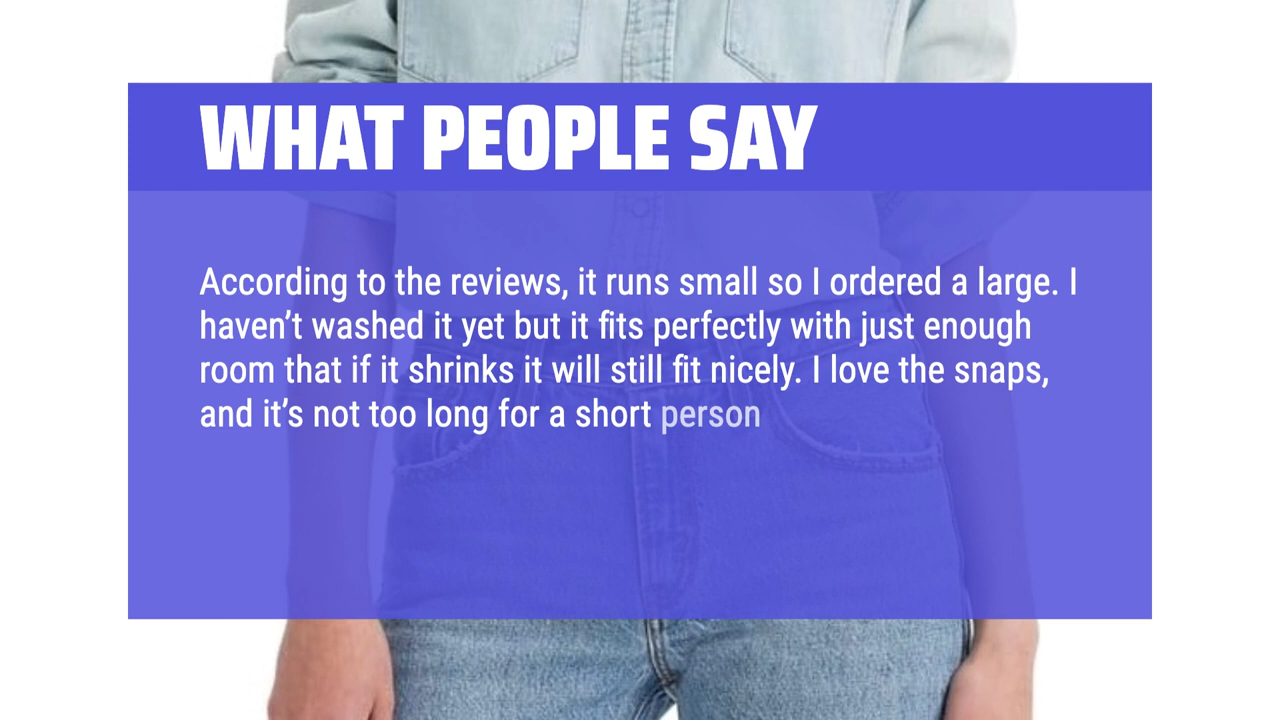 WHAT PEOPLE SAY
According to the reviews, it runs small so I ordered a large. I
haven’t washed it yet but it fits perfectly with just enough
room that if it shrinks it will still fit nicely. I love the snaps,
and it’s not too long for a short person